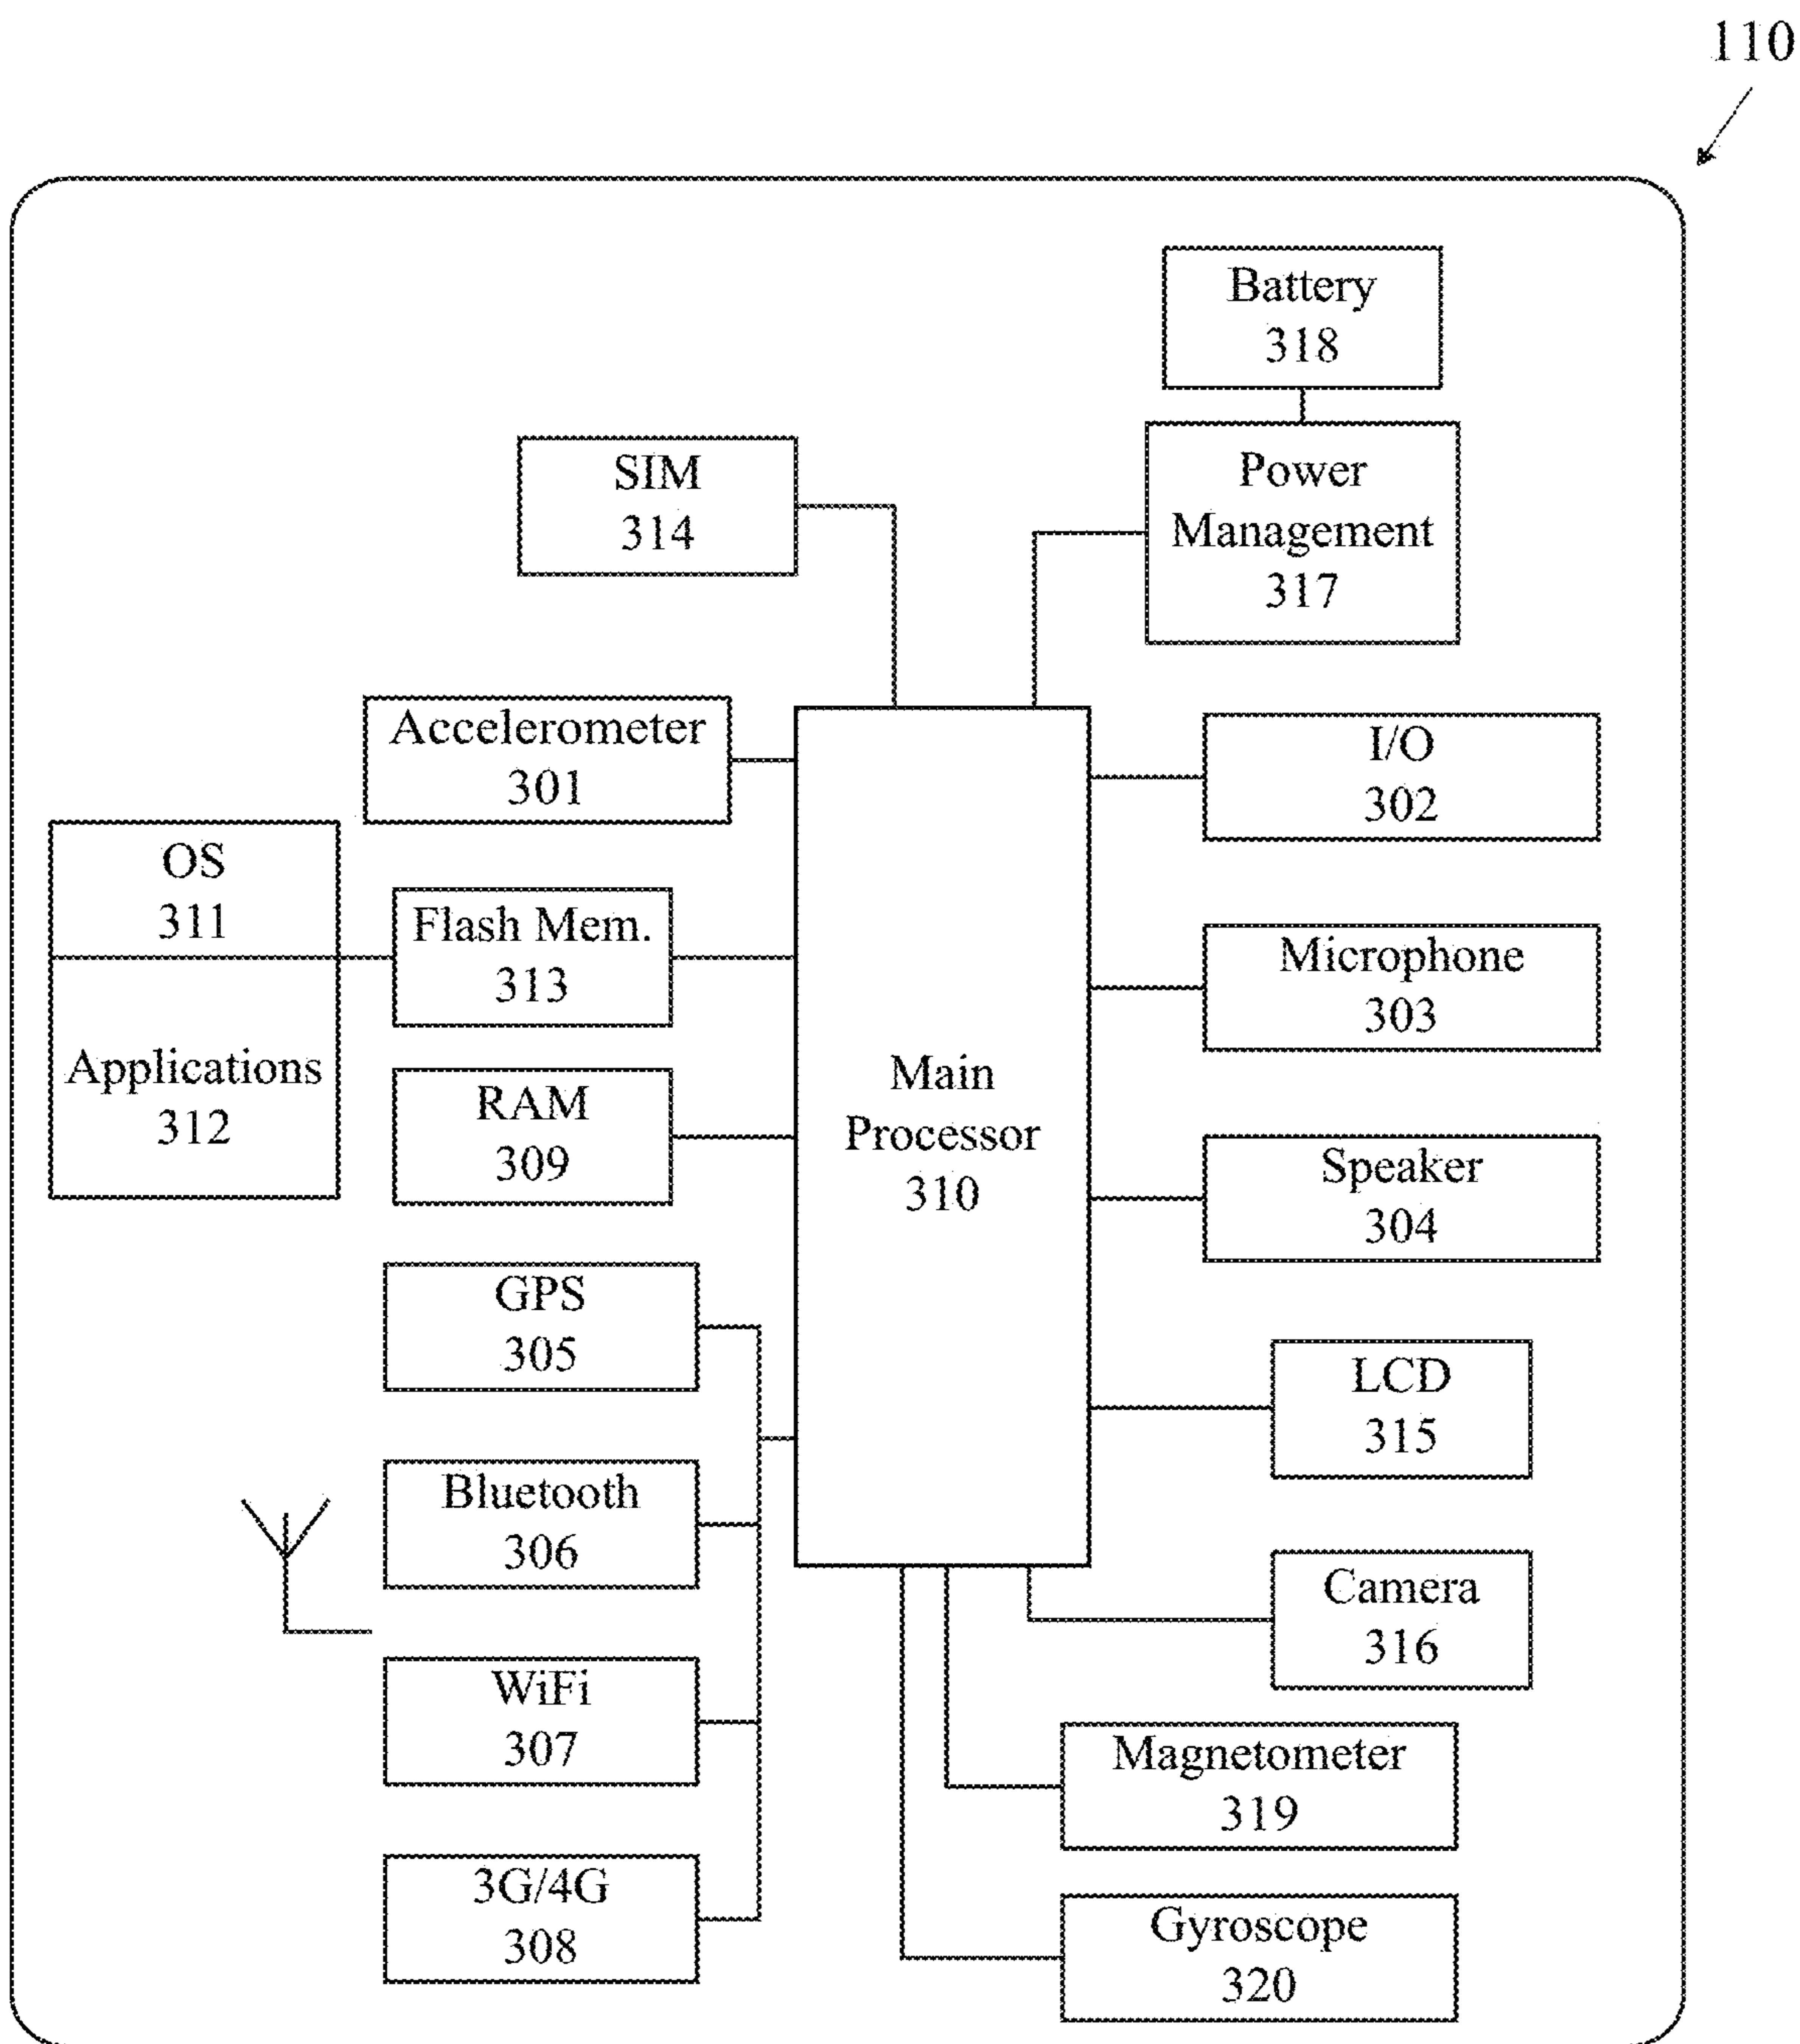 110
Battery
318
SIM
314
Power
Management
317
Accelerometer
301
I/O
302
OS
311
Flash Mem.
313
Microphone
303
Applications
312
RAM
309
Main
Processor
310
Speaker
304
GPS
305
LCD
315
Bluetooth
306
Camera
316
WiFi
307
Magnetometer
319
3G/4G
308
Gyroscope
320